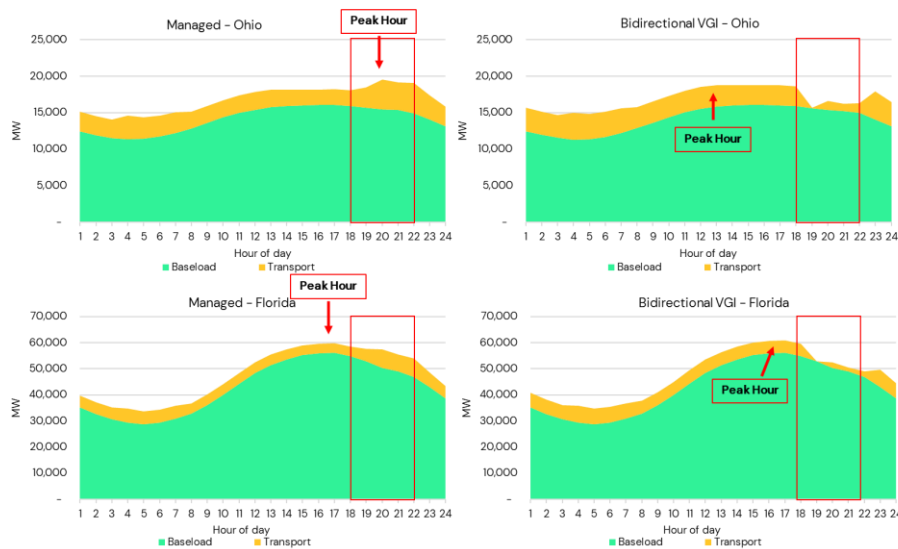 Managed - Ohio
Peak Hour
25,000
20,000
15,000
10,000
5,000
-
MW
1 2 3 4 5 6 7 8 9 10 11 12 13 14 15 16 17 18 19 20 21 22 23 24
Hour of day
Baseload Transport
Bidirectional VGI - Ohio
25,000
20,000
15,000
10,000
5,000
-
MW
Peak Hour
1 2 3 4 5 6 7 8 9 10 11 12 13 14 15 16 17 18 19 20 21 22 23 24
Hour of day
Baseload Transport
Managed - Florida
Peak Hour
70,000
60,000
50,000
40,000
30,000
20,000
10,000
-
MW
1 2 3 4 5 6 7 8 9 10 11 12 13 14 15 16 17 18 19 20 21 22 23 24
Hour of day
Baseload Transport
Bidirectional VGI - Florida
70,000
60,000
50,000
40,000
30,000
20,000
10,000
-
MW
Peak Hour
1 2 3 4 5 6 7 8 9 10 11 12 13 14 15 16 17 18 19 20 21 22 23 24
Hour of day
Baseload Transport